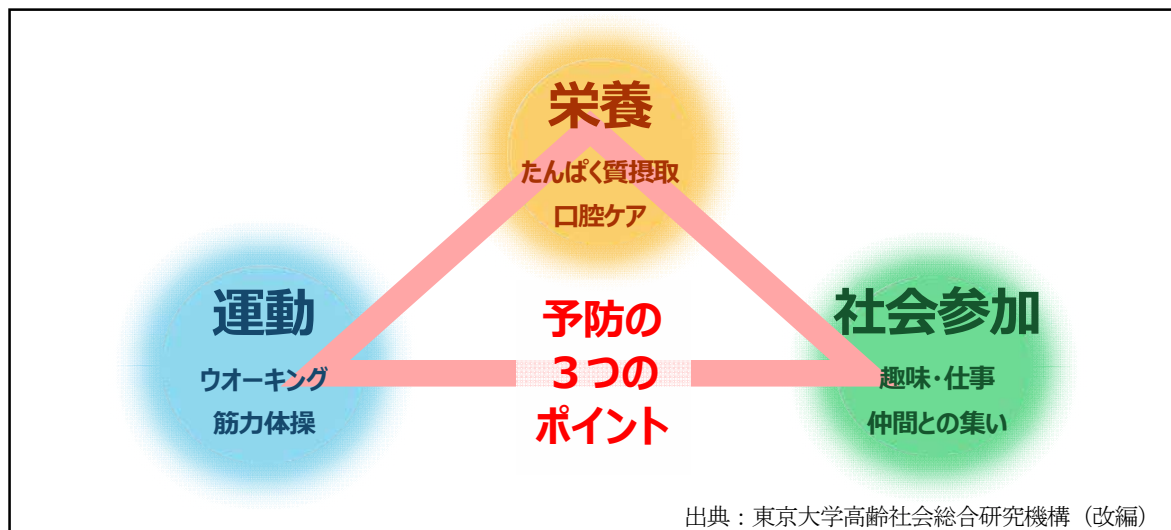 栄養
たんぱく質摂取
口腔ケア
運動
ウオーキング
筋力体操
予防の
３つの
ポイント
社会参加
趣味･仕事
仲間との集い
出典：東京大学高齢社会総合研究機構（改編）